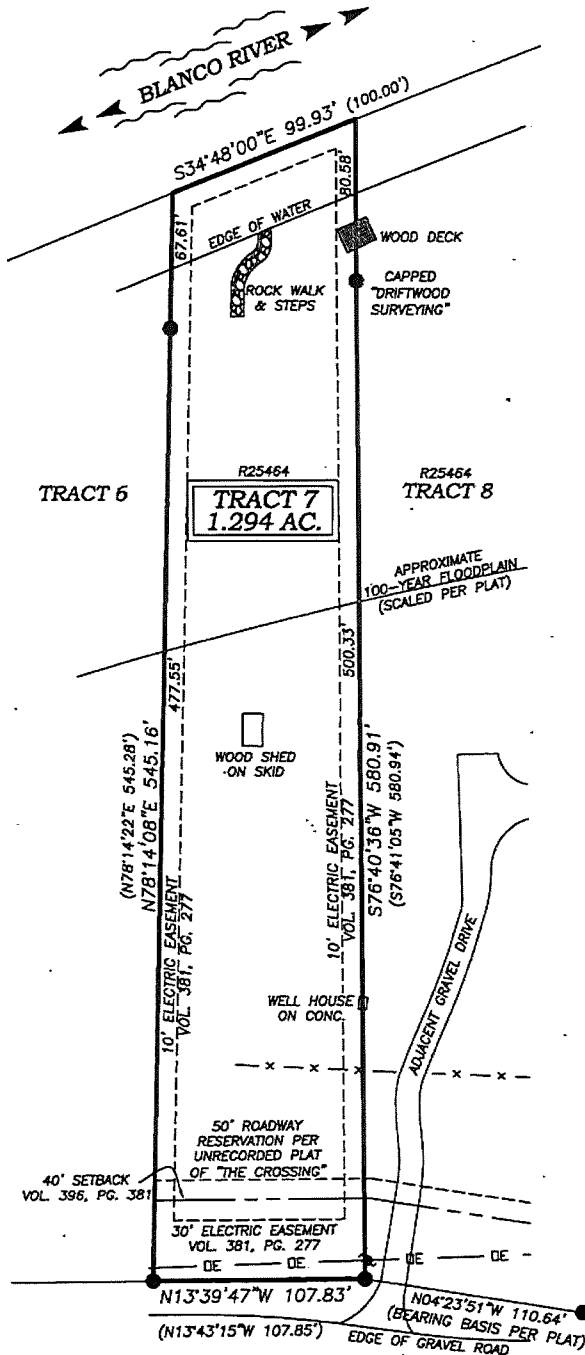 BLANCO RIVER
S34°48'00"E 99.93' (100.00')
67.61'
80.58'
EDGE OF WATER
WOOD DECK
ROCK WALK
& STEPS
CAPPED
"DRIFTWOOD
SURVEYING"
TRACT 6
R25464
TRACT 7
1.294 AC.
R25464
TRACT 8
APPROXIMATE
100-YEAR FLOODPLAIN
(SCALED PER PLAT)
477.55'
500.33'
WOOD SHED
ON SKID
(N78°14'22"E 545.28')
N78°14'08"E 545.16'
S76°40'36"W 580.91'
(S76°41'05"W 580.94')
10' ELECTRIC EASEMENT
VOL. 381, PG. 277
10' ELECTRIC EASEMENT
VOL. 381, PG. 277
WELL HOUSE
ON CONC.
ADJACENT GRAVEL DRIVE
x x x x x
50' ROADWAY
RESERVATION PER
UNRECORDED PLAT
OF "THE CROSSING"
40' SETBACK
VOL. 396, PG. 381
30' ELECTRIC EASEMENT
VOL. 381, PG. 277
OE OE OE OE
N13°39'47"W 107.83'
(N13°43'15"W 107.85')
N04°23'51"W 110.64'
(BEARING BASIS PER PLAT)
EDGE OF GRAVEL ROAD